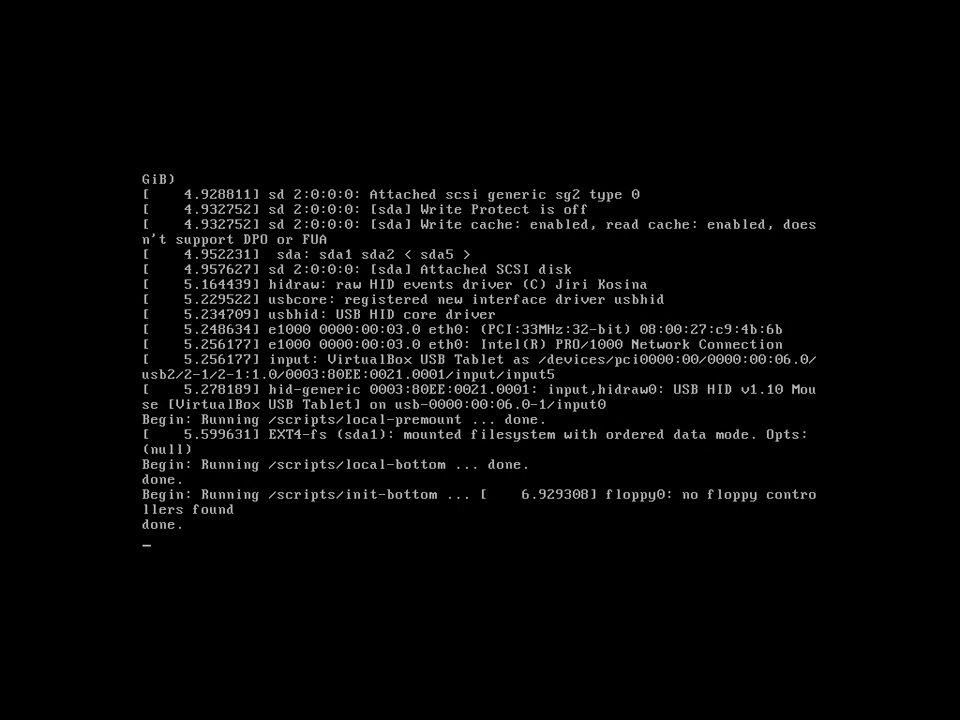 GiB)
[    4.928811] sd 2:0:0:0: Attached scsi generic sg2 type 0
[    4.932752] sd 2:0:0:0: [sda] Write Protect is off
[    4.932752] sd 2:0:0:0: [sda] Write cache: enabled, read cache: enabled, does
n't support DPO or FUA
[    4.952231]  sda: sda1 sda2 < sda5 >
[    4.957627] sd 2:0:0:0: [sda] Attached SCSI disk
[    5.164439] hidraw: raw HID events driver (C) Jiri Kosina
[    5.229522] usbcore: registered new interface driver usbhid
[    5.234709] usbhid: USB HID core driver
[    5.248634] e1000 0000:00:03.0 eth0: (PCI:33MHz:32-bit) 08:00:27:c9:4b:6b
[    5.256177] e1000 0000:00:03.0 eth0: Intel(R) PRO/1000 Network Connection
[    5.256177] input: VirtualBox USB Tablet as /devices/pci0000:00/0000:00:06.0/
usb2/2-1/2-1:1.0/0003:80EE:0021.0001/input/input5
[    5.278189] hid-generic 0003:80EE:0021.0001: input,hidraw0: USB HID v1.10 Mou
se [VirtualBox USB Tablet] on usb-0000:00:06.0-1/input0
Begin: Running /scripts/local-premount ... done.
[    5.599631] EXT4-fs (sda1): mounted filesystem with ordered data mode. Opts:
(null)
Begin: Running /scripts/local-bottom ... done.
done.
Begin: Running /scripts/init-bottom ... [    6.929308] floppy0: no floppy contro
llers found
done.